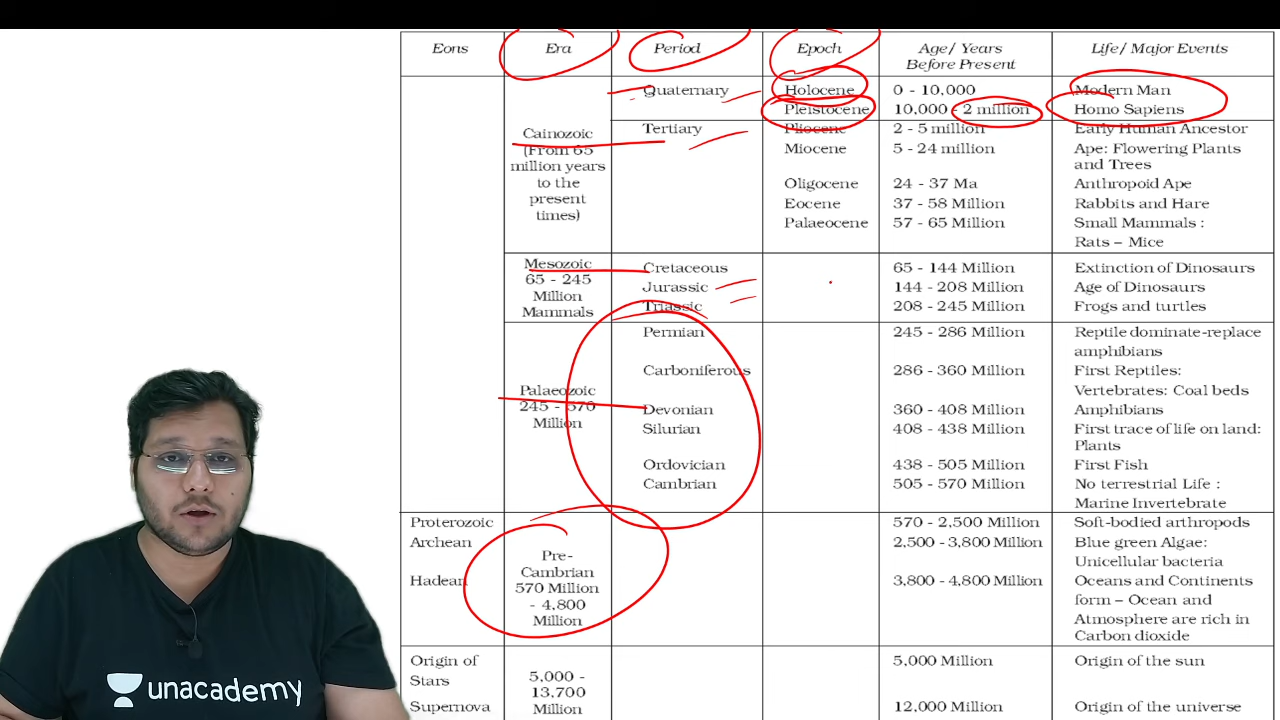 Eons Era Period Epoch Age/ Years Life/ Major Events
Before Present
Quaternary Holocene 0 - 10,000 Modern Man
Pleistocene 10,000 - 2 million Homo Sapiens
Cainozoic Tertiary Pliocene 2 - 5 million Early Human Ancestor
(From 65 Miocene 5 - 24 million Ape: Flowering Plants
million years and Trees
to the Oligocene 24 - 37 Ma Anthropoid Ape
present Eocene 37 - 58 Million Rabbits and Hare
times) Palaeocene 57 - 65 Million Small Mammals :
Rats – Mice
Mesozoic Cretaceous 65 - 144 Million Extinction of Dinosaurs
65 - 245 Jurassic 144 - 208 Million Age of Dinosaurs
Million Triassic 208 - 245 Million Frogs and turtles
Mammals
Permian 245 - 286 Million Reptile dominate-replace
amphibians
Carboniferous 286 - 360 Million First Reptiles:
Palaeozoic Vertebrates: Coal beds
245 - 570 Devonian 360 - 408 Million Amphibians
Million Silurian 408 - 438 Million First trace of life on land:
Plants
Ordovician 438 - 505 Million First Fish
Cambrian 505 - 570 Million No terrestrial Life :
Marine Invertebrate
Proterozoic 570 - 2,500 Million Soft-bodied arthropods
Archean 2,500 - 3,800 Million Blue green Algae:
Pre- Unicellular bacteria
Cambrian
Hadean 570 Million 3,800 - 4,800 Million Oceans and Continents
- 4,800 form – Ocean and
Million Atmosphere are rich in
Carbon dioxide
Origin of 5,000 Million Origin of the sun
Stars 5,000 -
13,700
Supernova Million 12,000 Million Origin of the universe
unacademy